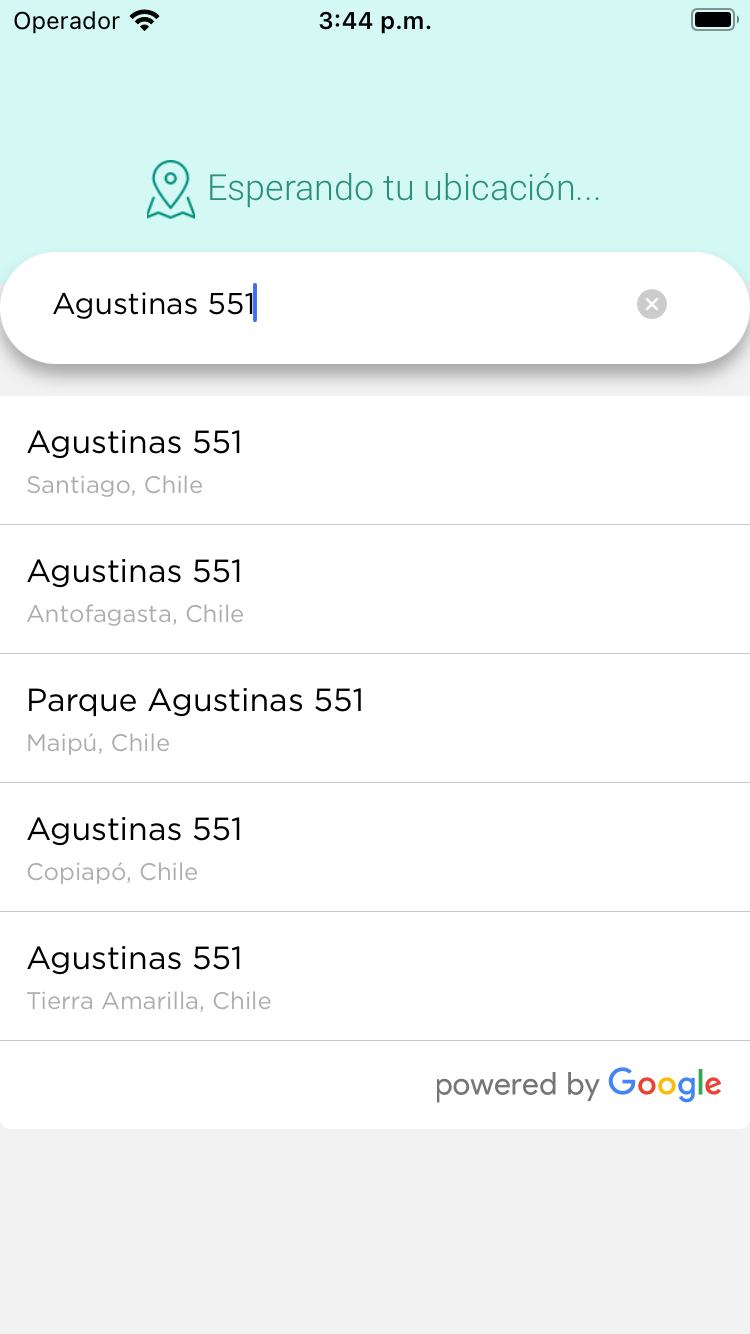 Operador 3:44 p.m.
Esperando tu ubicación...
Agustinas 551
Agustinas 551
Santiago, Chile
Agustinas 551
Antofagasta, Chile
Parque Agustinas 551
Maipú, Chile
Agustinas 551
Copiapó, Chile
Agustinas 551
Tierra Amarilla, Chile
powered by Google